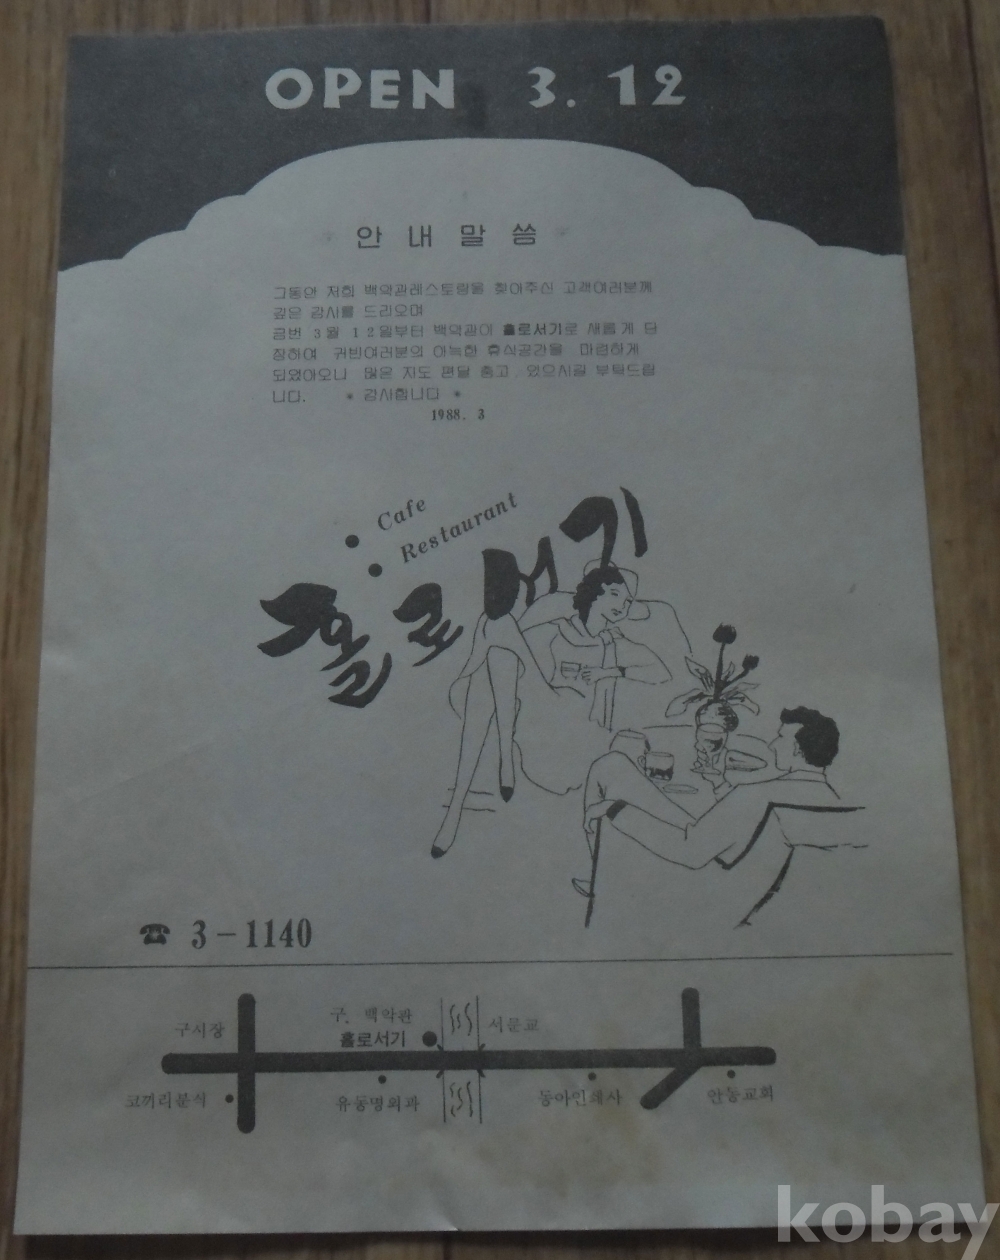 OPEN 3. 12
* 안내말씀 *
그동안 저희 백악관레스토랑을 찾아주신 고객여러분께
깊은 감사를 드리오며
금번 3월 12일부터 백악관이 홀로서기로 새롭게 단
장하여 귀빈여러분의 아늑한 휴식공간을 마련하게
되었아오니 많은 지도 편달 충고 있으시길 부탁드립
니다. * 감사합니다 *
1988. 3
• Cafe
• Restaurant
홀로서기
☎ 3-1140
구시장
구. 백악관
홀로서기
서문교
코끼리분식
유동명외과
동아인쇄사
안동교회
kobay